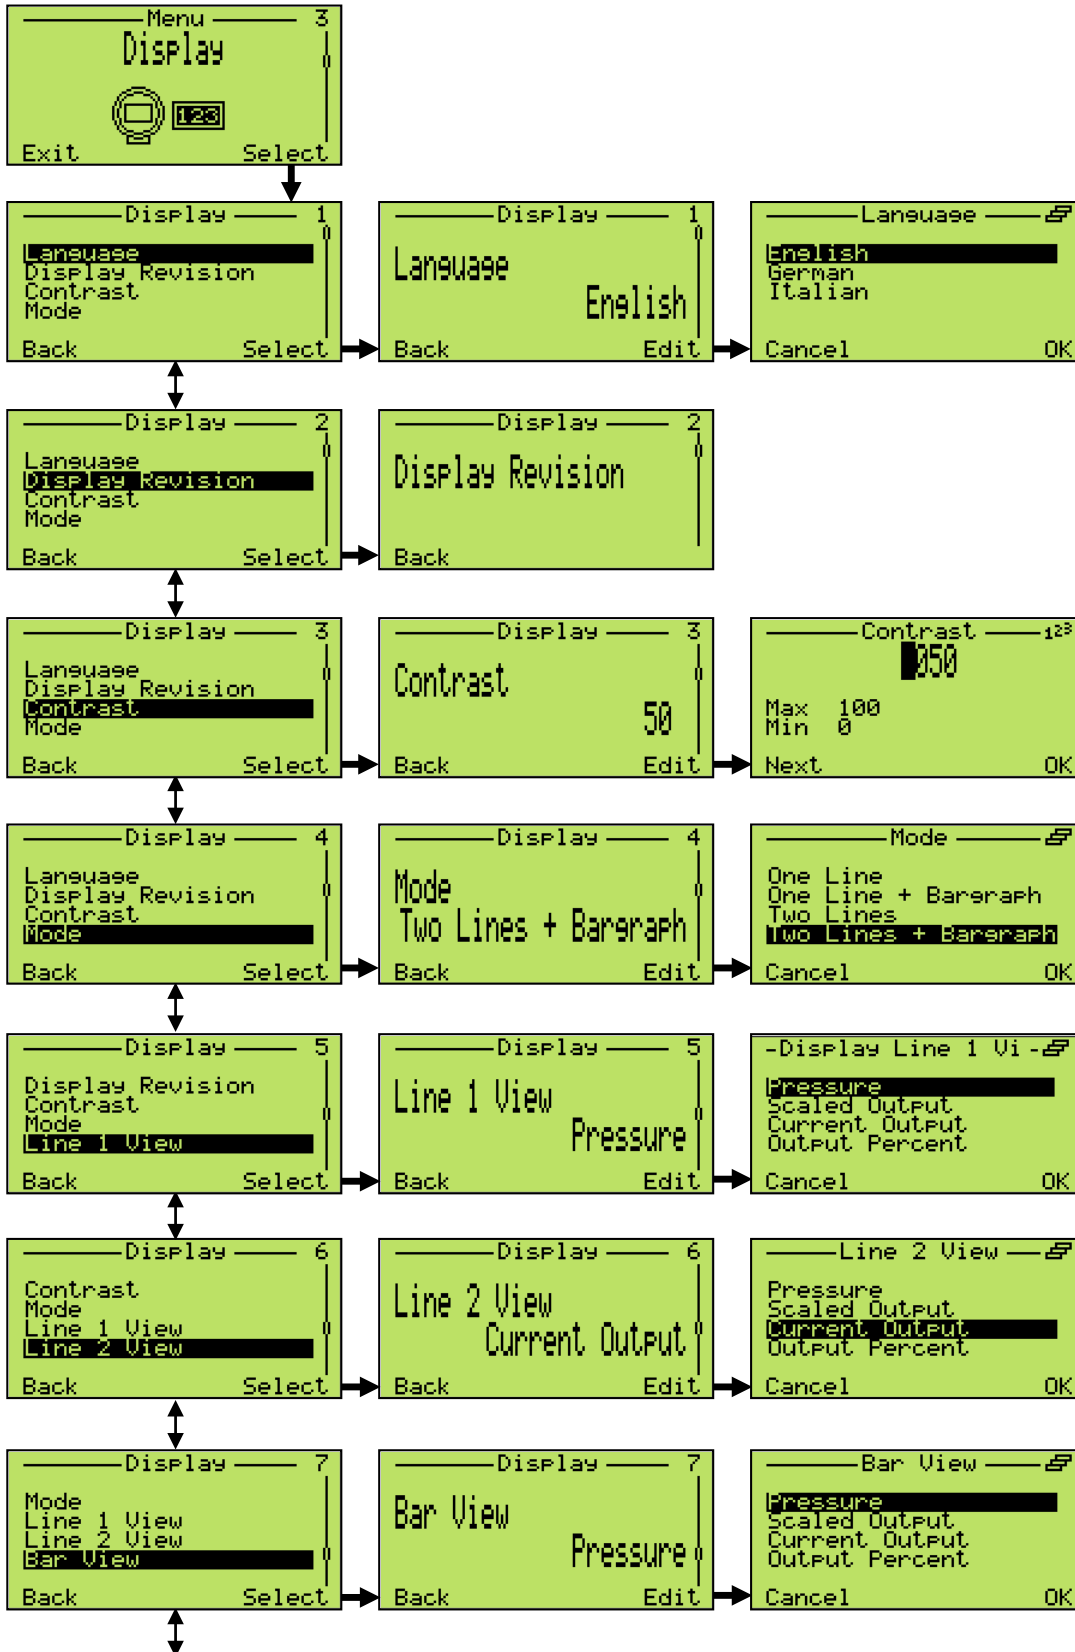 Menu 3
Display
123
Exit Select
Display 1
Language
Display Revision
Contrast
Mode
Back Select
Display 1
Language
English
Back Edit
Language
English
German
Italian
Cancel OK
Display 2
Language
Display Revision
Contrast
Mode
Back Select
Display 2
Display Revision
Back
Display 3
Language
Display Revision
Contrast
Mode
Back Select
Display 3
Contrast
50
Back Edit
Contrast 123
050
Max 100
Min 0
Next OK
Display 4
Language
Display Revision
Contrast
Mode
Back Select
Display 4
Mode
Two Lines + Bargraph
Back Edit
Mode
One Line
One Line + Bargraph
Two Lines
Two Lines + Bargraph
Cancel OK
Display 5
Display Revision
Contrast
Mode
Line 1 View
Back Select
Display 5
Line 1 View
Pressure
Back Edit
-Display Line 1 Vi-
Pressure
Scaled Output
Current Output
Output Percent
Cancel OK
Display 6
Contrast
Mode
Line 1 View
Line 2 View
Back Select
Display 6
Line 2 View
Current Output
Back Edit
Line 2 View
Pressure
Scaled Output
Current Output
Output Percent
Cancel OK
Display 7
Mode
Line 1 View
Line 2 View
Bar View
Back Select
Display 7
Bar View
Pressure
Back Edit
Bar View
Pressure
Scaled Output
Current Output
Output Percent
Cancel OK